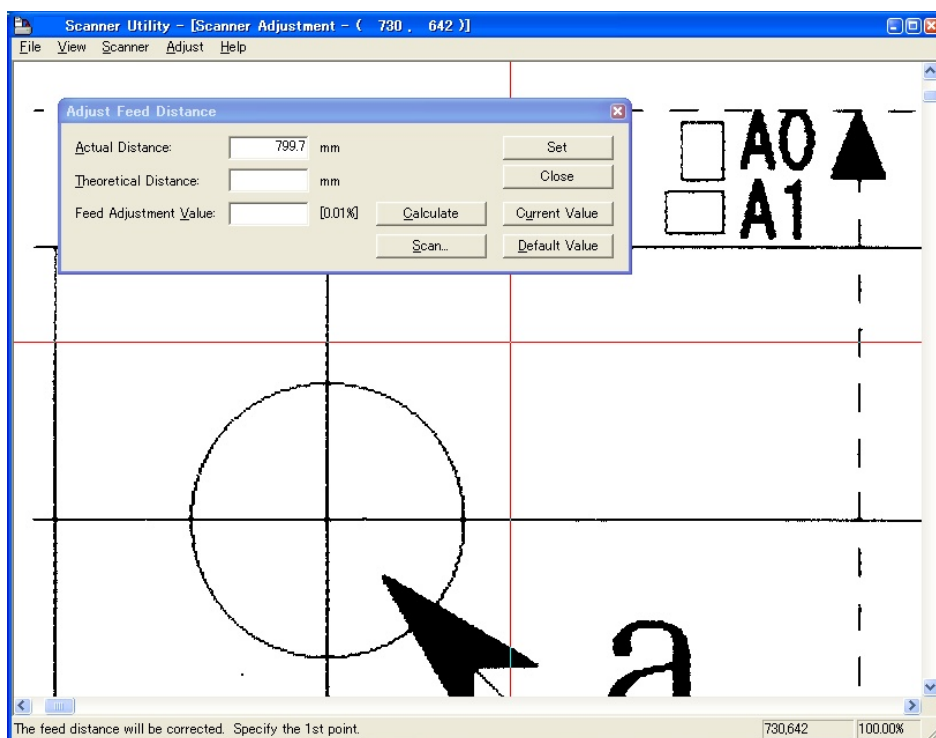 Scanner Utility - [Scanner Adjustment - ( 730 , 642 )]
File View Scanner Adjust Help
Adjust Feed Distance
Actual Distance: 799.7 mm
Set
Theoretical Distance: mm
Close
Feed Adjustment Value: [0.01%] Calculate Current Value
Scan... Default Value
A0
A1
a
The feed distance will be corrected. Specify the 1st point. 730,642 100.00%